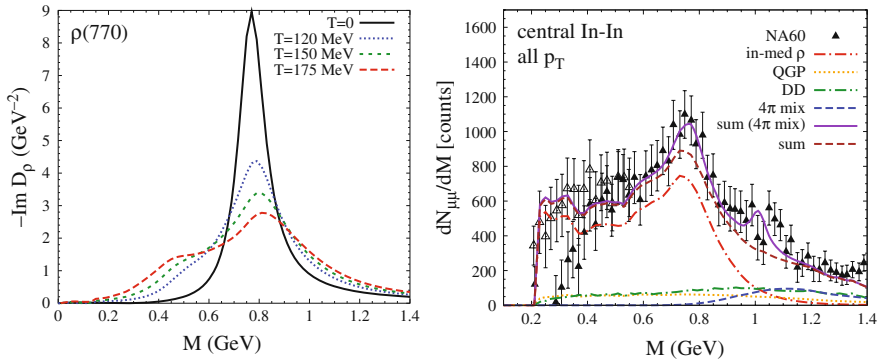 ρ(770)
T=0
T=120 MeV
T=150 MeV
T=175 MeV
−Im D_ρ (GeV⁻²)
9
8
7
6
5
4
3
2
1
0
0 0.2 0.4 0.6 0.8 1 1.2 1.4
M (GeV)
central In-In
all p_T
NA60
in-med ρ
QGP
DD
4π mix
sum (4π mix)
sum
dN_μμ/dM [counts]
1600
1400
1200
1000
800
600
400
200
0
0.0 0.2 0.4 0.6 0.8 1 1.2 1.4
M (GeV)